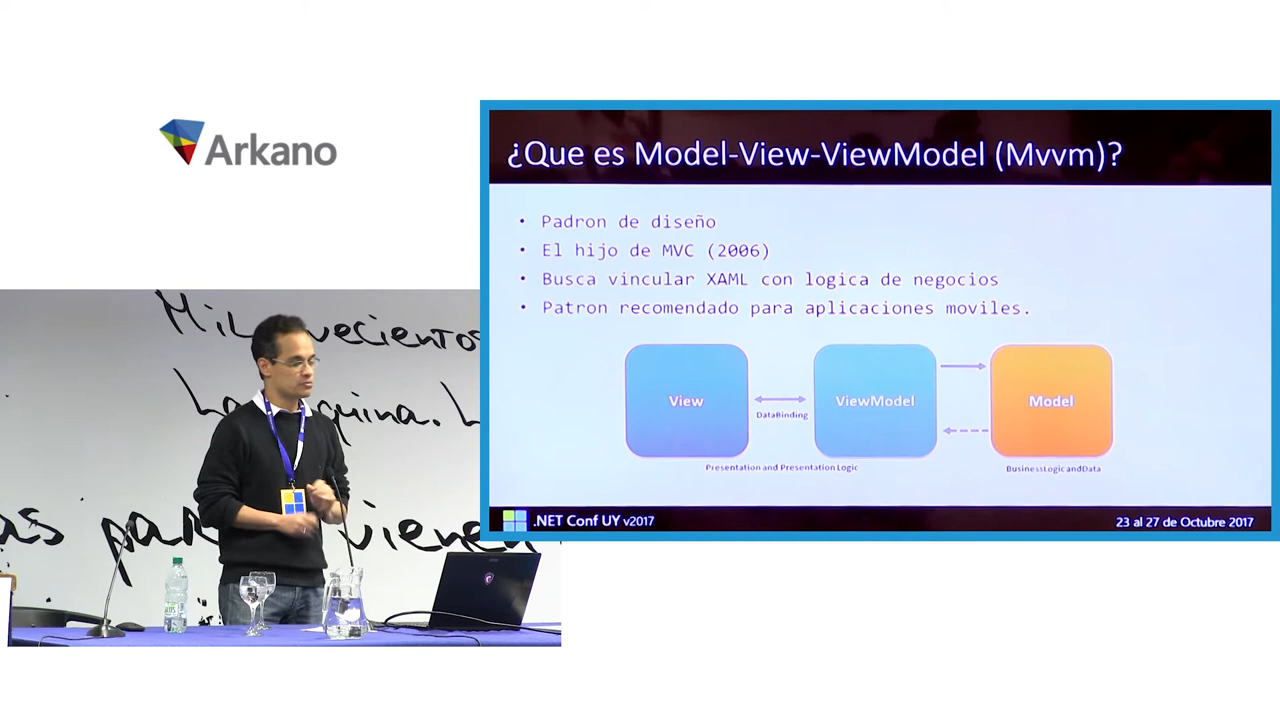 Arkano
¿Que es Model-View-ViewModel (Mvvm)?
• Padron de diseño
• El hijo de MVC (2006)
• Busca vincular XAML con logica de negocios
• Patron recomendado para aplicaciones moviles.
View
DataBinding
ViewModel
Model
Presentation and Presentation Logic
BusinessLogicandData
.NET Conf UY v2017
23 al 27 de Octubre 2017